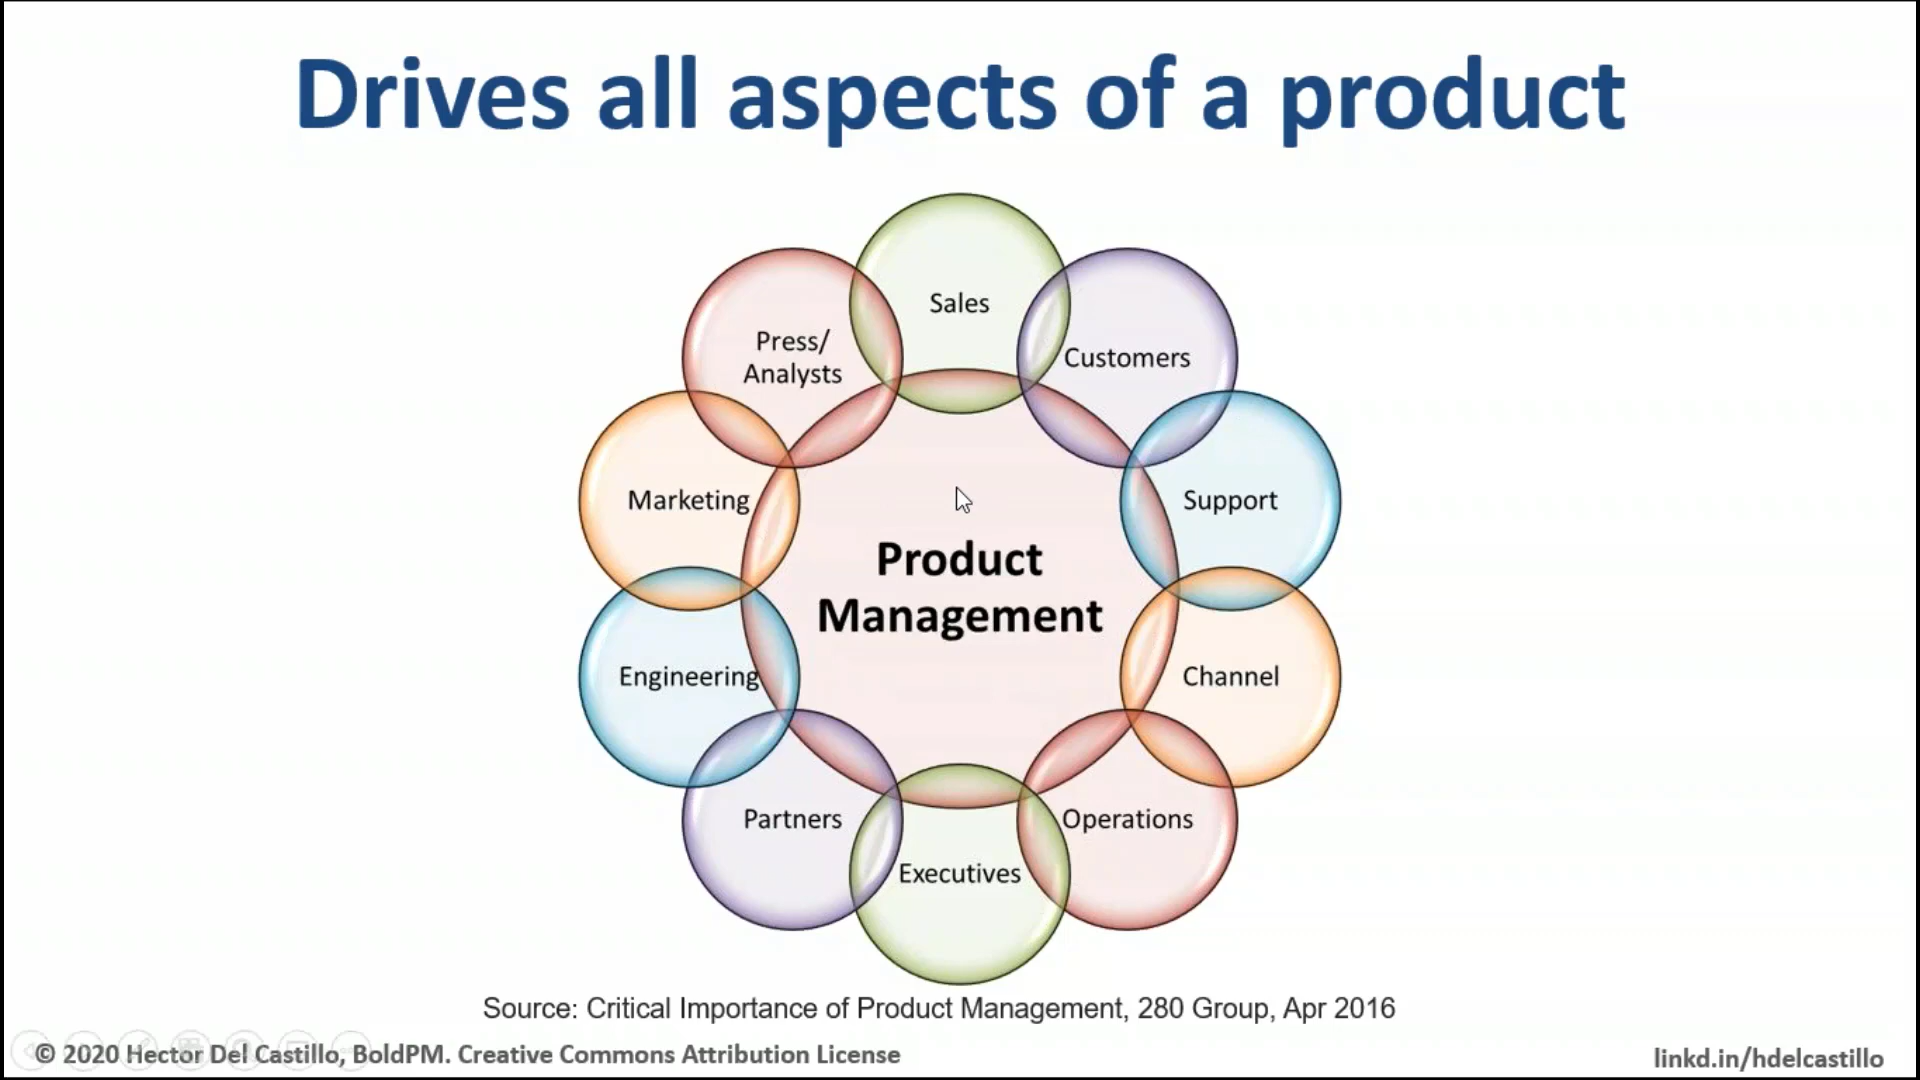 Drives all aspects of a product
Sales
Customers
Press/
Analysts
Marketing
Support
Product
Management
Engineering
Channel
Partners
Operations
Executives
Source: Critical Importance of Product Management, 280 Group, Apr 2016
© 2020 Hector Del Castillo, BoldPM. Creative Commons Attribution License
linkd.in/hdelcastillo